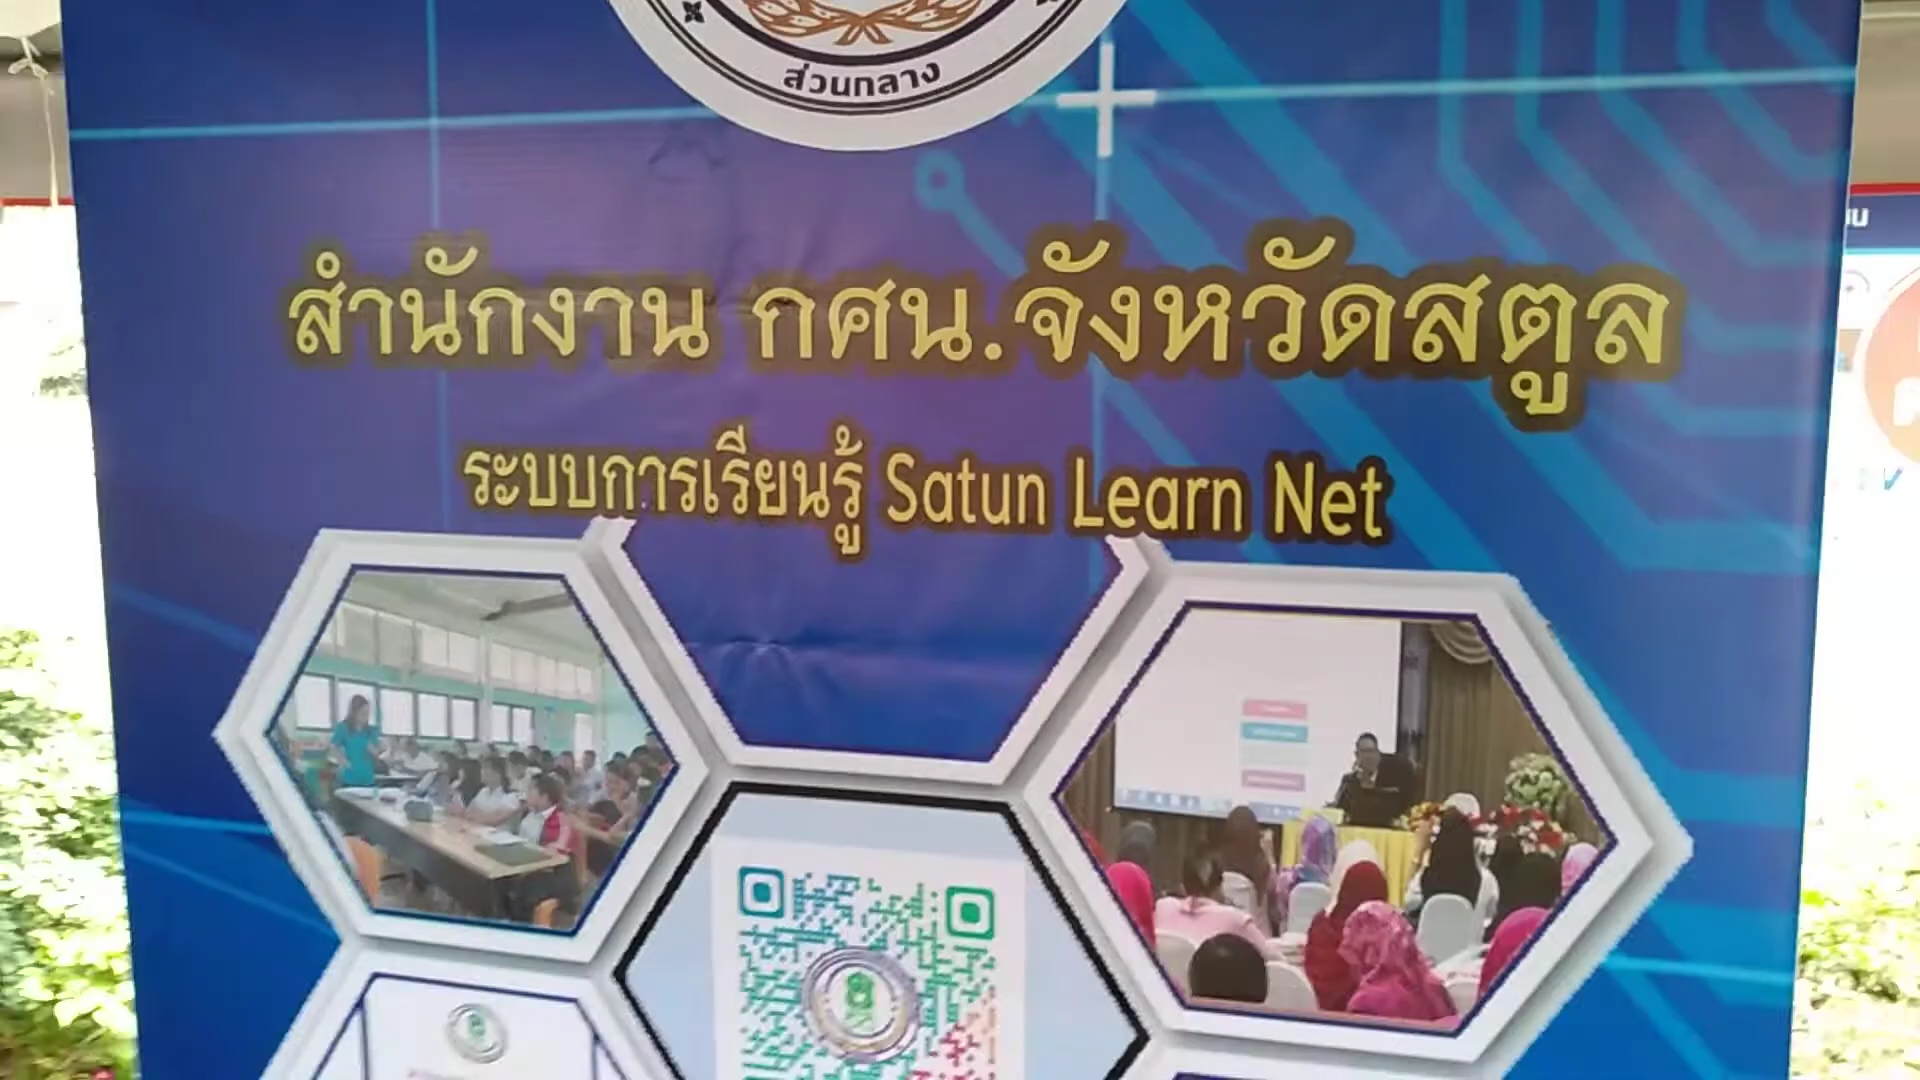 ส่วนกลาง
สำนักงาน กศน.จังหวัดสตูล
ระบบการเรียนรู้ Satun Learn Net